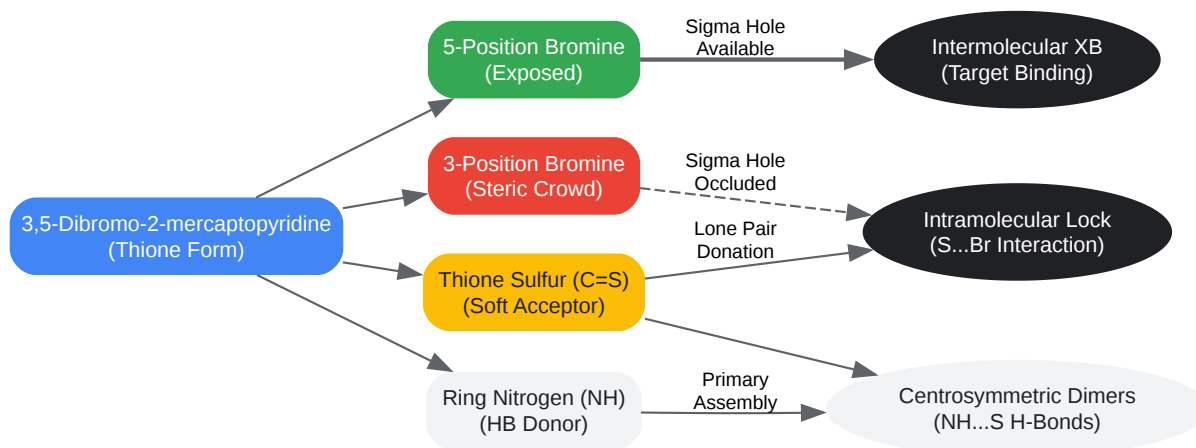 5-Position Bromine
(Exposed)
Sigma Hole
Available
Intermolecular XB
(Target Binding)
3-Position Bromine
(Steric Crowd)
Sigma Hole
Occluded
3,5-Dibromo-2-mercaptopyridine
(Thione Form)
Intramolecular Lock
(S...Br Interaction)
Lone Pair
Donation
Thione Sulfur (C=S)
(Soft Acceptor)
Ring Nitrogen (NH)
(HB Donor)
Primary
Assembly
Centrosymmetric Dimers
(NH...S H-Bonds)